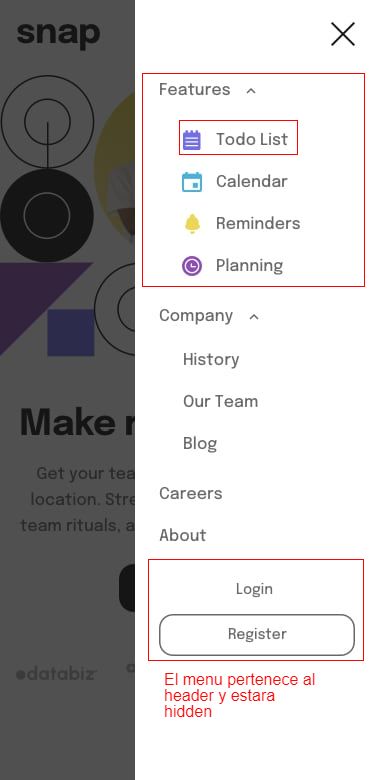 snap
Features
Todo List
Calendar
Reminders
Planning
Company
History
Our Team
Blog
Careers
About
Login
Register
El menu pertenece al
header y estara
hidden
Make r
Get your tea
location. Stre
team rituals, a
databiz